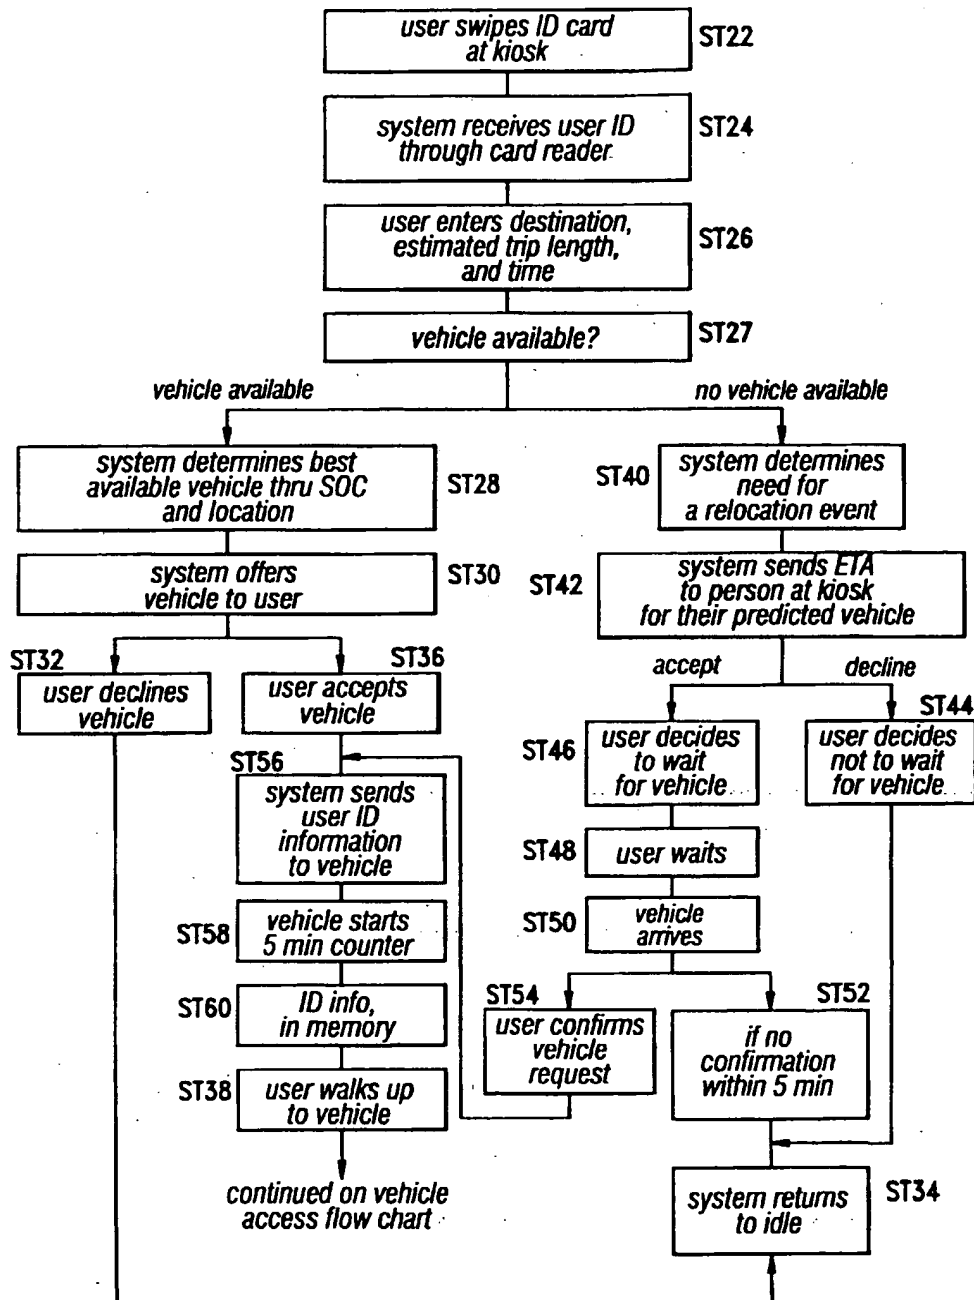 user swipes ID card
at kiosk
ST22
system receives user ID
through card reader
ST24
user enters destination,
estimated trip length,
and time
ST26
vehicle available?
ST27
vehicle available
no vehicle available
system determines best
available vehicle thru SOC
and location
ST28
ST40
system determines
need for
a relocation event
system offers
vehicle to user
ST30
ST42
system sends ETA
to person at kiosk
for their predicted vehicle
ST32
user declines
vehicle
ST36
user accepts
vehicle
accept
decline
ST46
user decides
to wait
for vehicle
ST44
user decides
not to wait
for vehicle
ST56
system sends
user ID
information
to vehicle
ST48
user waits
ST58
vehicle starts
5 min counter
ST50
vehicle
arrives
ST60
ID info,
in memory
ST54
user confirms
vehicle
request
ST52
if no
confirmation
within 5 min
ST38
user walks up
to vehicle
continued on vehicle
access flow chart
system returns
to idle
ST34